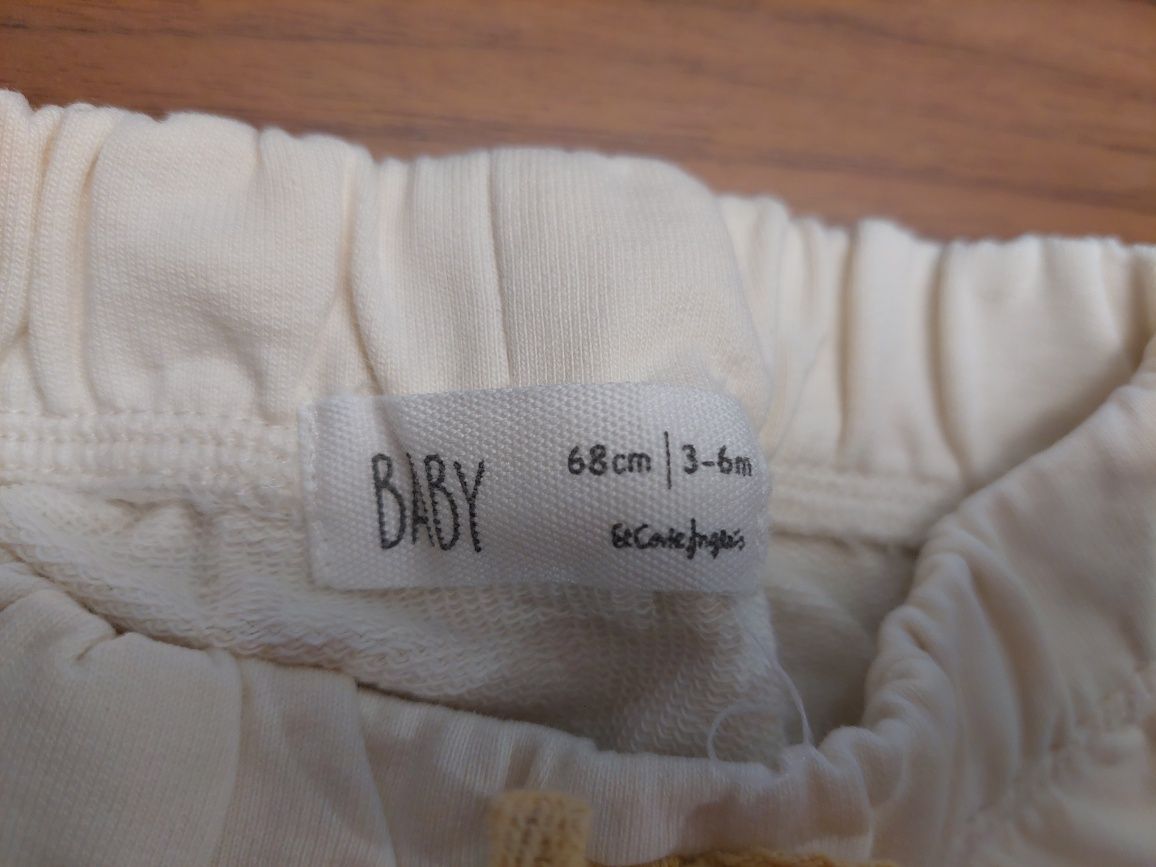 BABY
68cm | 3-6m
El Corte Inglés